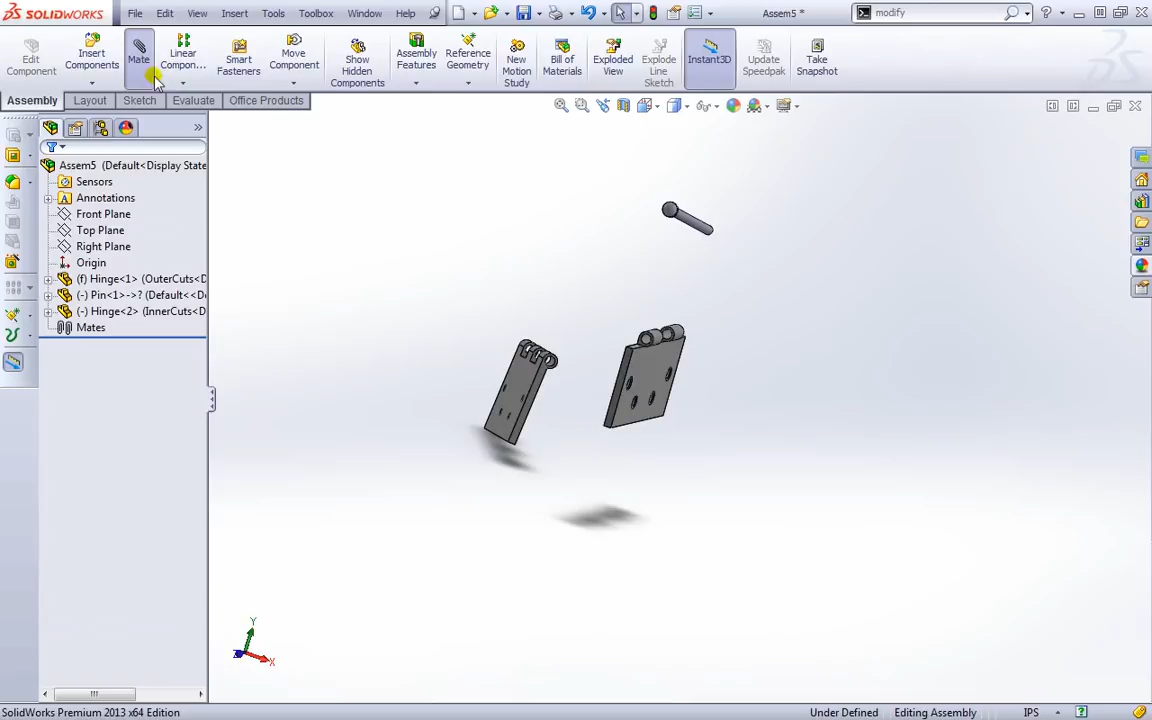 SOLIDWORKS File Edit View Insert Tools Toolbox Window Help Assem5 * modify
Edit Component
Insert Components
Mate
Linear Compon...
Smart Fasteners
Move Component
Show Hidden Components
Assembly Features
Reference Geometry
New Motion Study
Bill of Materials
Exploded View
Explode Line Sketch
Instant3D
Update Speedpak
Take Snapshot
Assembly Layout Sketch Evaluate Office Products
Assem5 (Default<Display State
Sensors
Annotations
Front Plane
Top Plane
Right Plane
Origin
(f) Hinge<1> (OuterCuts<D
(-) Pin<1>->? (Default<<D
(-) Hinge<2> (InnerCuts<D
Mates
Y
X
SolidWorks Premium 2013 x64 Edition Under Defined Editing Assembly IPS